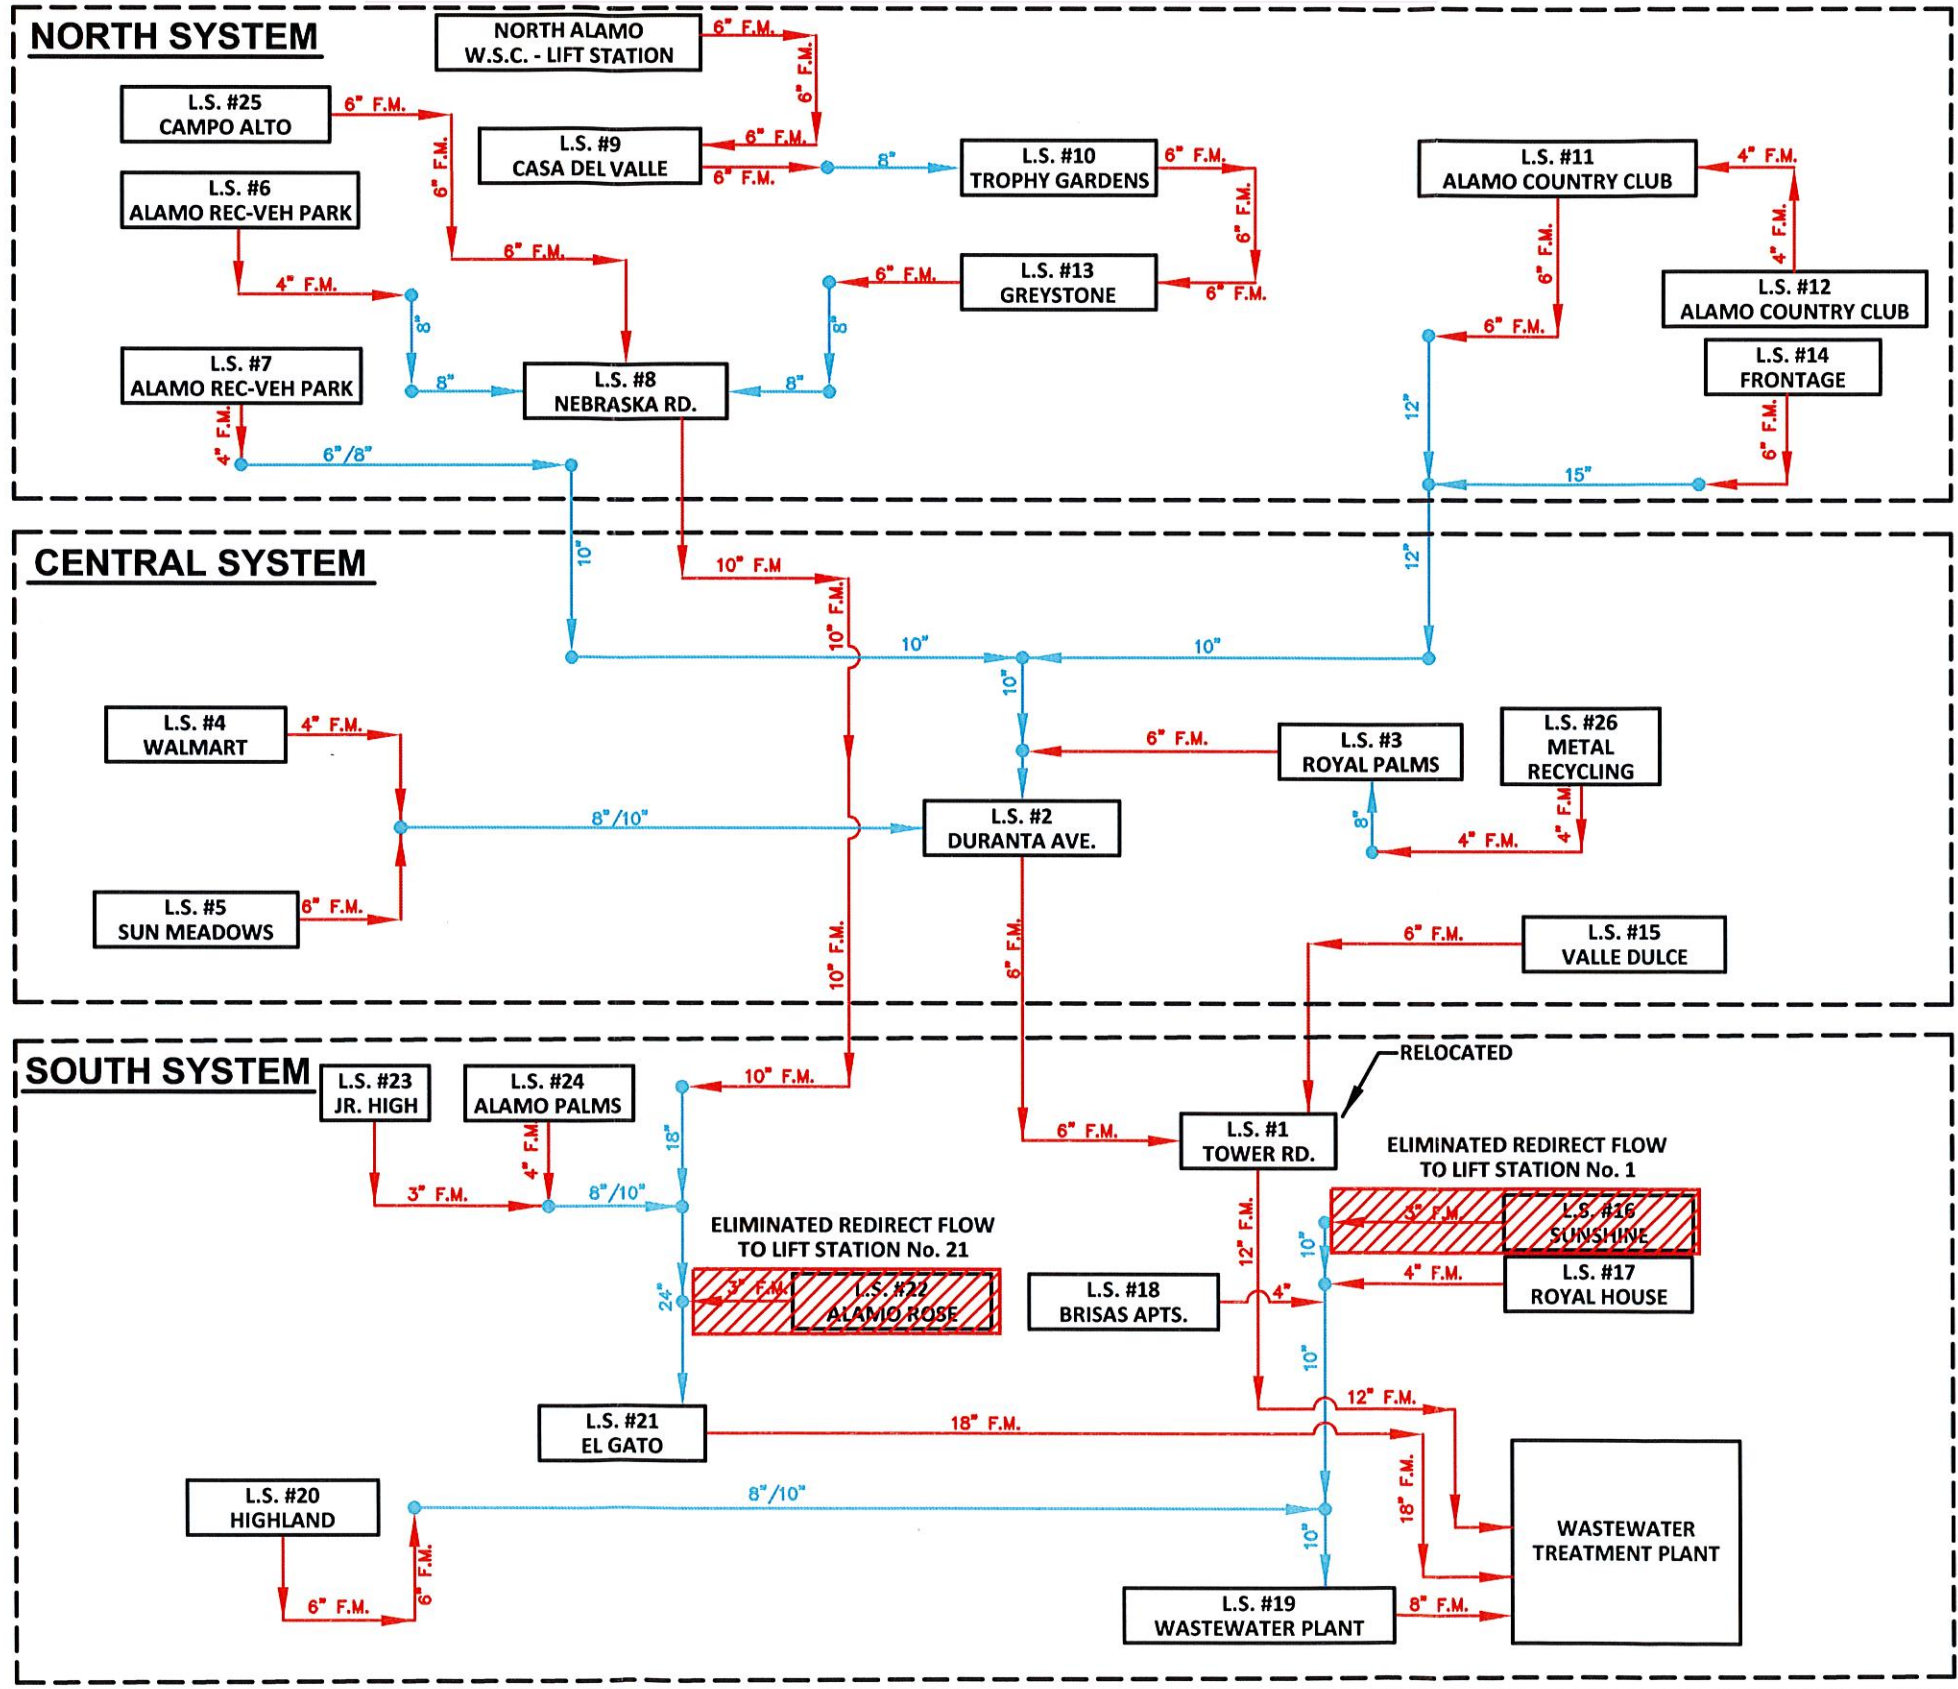 NORTH SYSTEM
NORTH ALAMO
W.S.C. - LIFT STATION
6" F.M.
6" F.M.
L.S. #25
CAMPO ALTO
6" F.M.
6" F.M.
6" F.M.
L.S. #9
CASA DEL VALLE
6" F.M.
6" F.M.
8"
L.S. #10
TROPHY GARDENS
6" F.M.
6" F.M.
6" F.M.
L.S. #11
ALAMO COUNTRY CLUB
4" F.M.
4" F.M.
6" F.M.
6" F.M.
L.S. #6
ALAMO REC-VEH PARK
4" F.M.
8"
8"
L.S. #13
GREYSTONE
6" F.M.
8"
8"
L.S. #12
ALAMO COUNTRY CLUB
L.S. #14
FRONTAGE
6" F.M.
15"
12"
L.S. #7
ALAMO REC-VEH PARK
4" F.M.
6"/8"
L.S. #8
NEBRASKA RD.
CENTRAL SYSTEM
10"
10" F.M
10" F.M.
12"
10"
10"
10"
L.S. #4
WALMART
4" F.M.
6" F.M.
L.S. #3
ROYAL PALMS
L.S. #26
METAL
RECYCLING
4" F.M.
4" F.M.
8"
8"/10"
L.S. #2
DURANTA AVE.
L.S. #5
SUN MEADOWS
6" F.M.
10" F.M.
6" F.M.
6" F.M.
L.S. #15
VALLE DULCE
SOUTH SYSTEM
L.S. #23
JR. HIGH
L.S. #24
ALAMO PALMS
10" F.M.
RELOCATED
4" F.M.
18"
6" F.M.
L.S. #1
TOWER RD.
ELIMINATED REDIRECT FLOW
TO LIFT STATION No. 1
3" F.M.
8"/10"
ELIMINATED REDIRECT FLOW
TO LIFT STATION No. 21
12" F.M.
10"
3" F.M.
L.S. #16
SUNSHINE
24"
3" F.M.
L.S. #22
ALAMO ROSE
L.S. #18
BRISAS APTS.
4"
4" F.M.
L.S. #17
ROYAL HOUSE
10"
12" F.M.
L.S. #21
EL GATO
18" F.M.
18" F.M.
L.S. #20
HIGHLAND
8"/10"
6" F.M.
6" F.M.
10"
WASTEWATER
TREATMENT PLANT
L.S. #19
WASTEWATER PLANT
8" F.M.